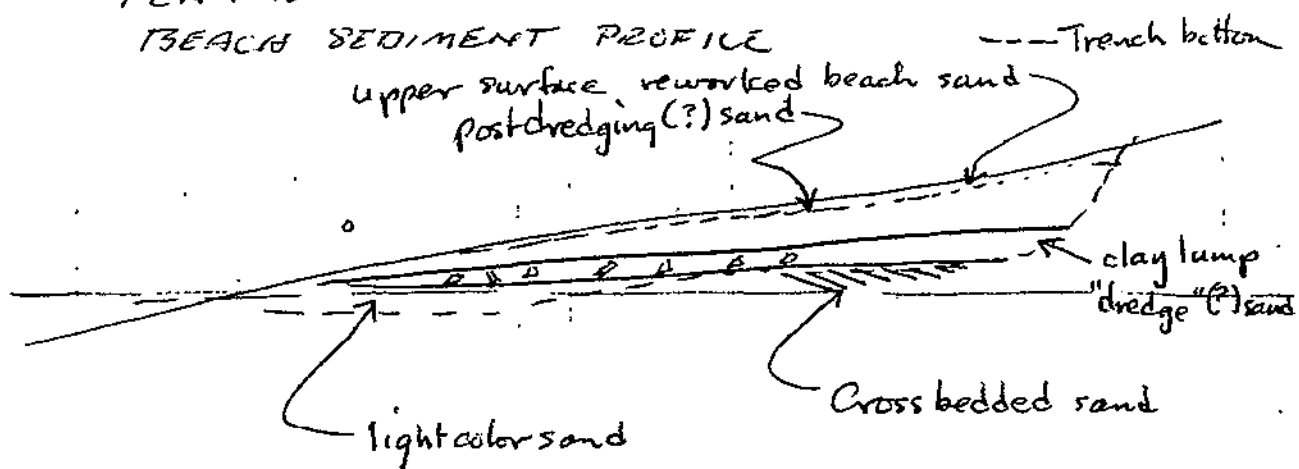 BEACH SEDIMENT PROFILE
---- Trench bottom
upper surface reworked beach sand
postdredging (?) sand
clay lump
"dredge" (?) sand
Cross bedded sand
light color sand